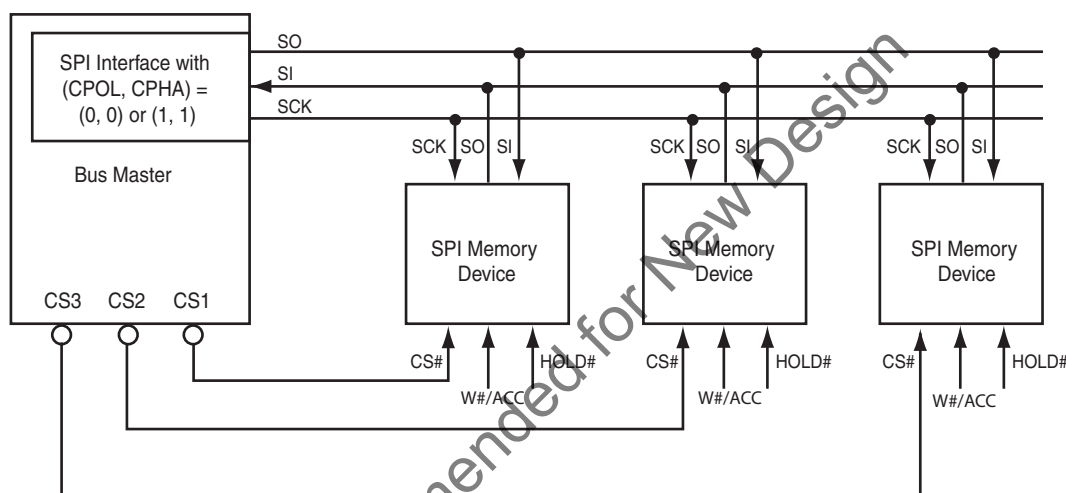 SO
SI
SCK
SPI Interface with
(CPOL, CPHA) =
(0, 0) or (1, 1)
Bus Master
SCK SO SI
SCK SO SI
SCK SO SI
SPI Memory
Device
SPI Memory
Device
SPI Memory
Device
CS3 CS2 CS1
CS# HOLD#
W#/ACC
CS# HOLD#
W#/ACC
CS# HOLD#
W#/ACC
mended for New Design